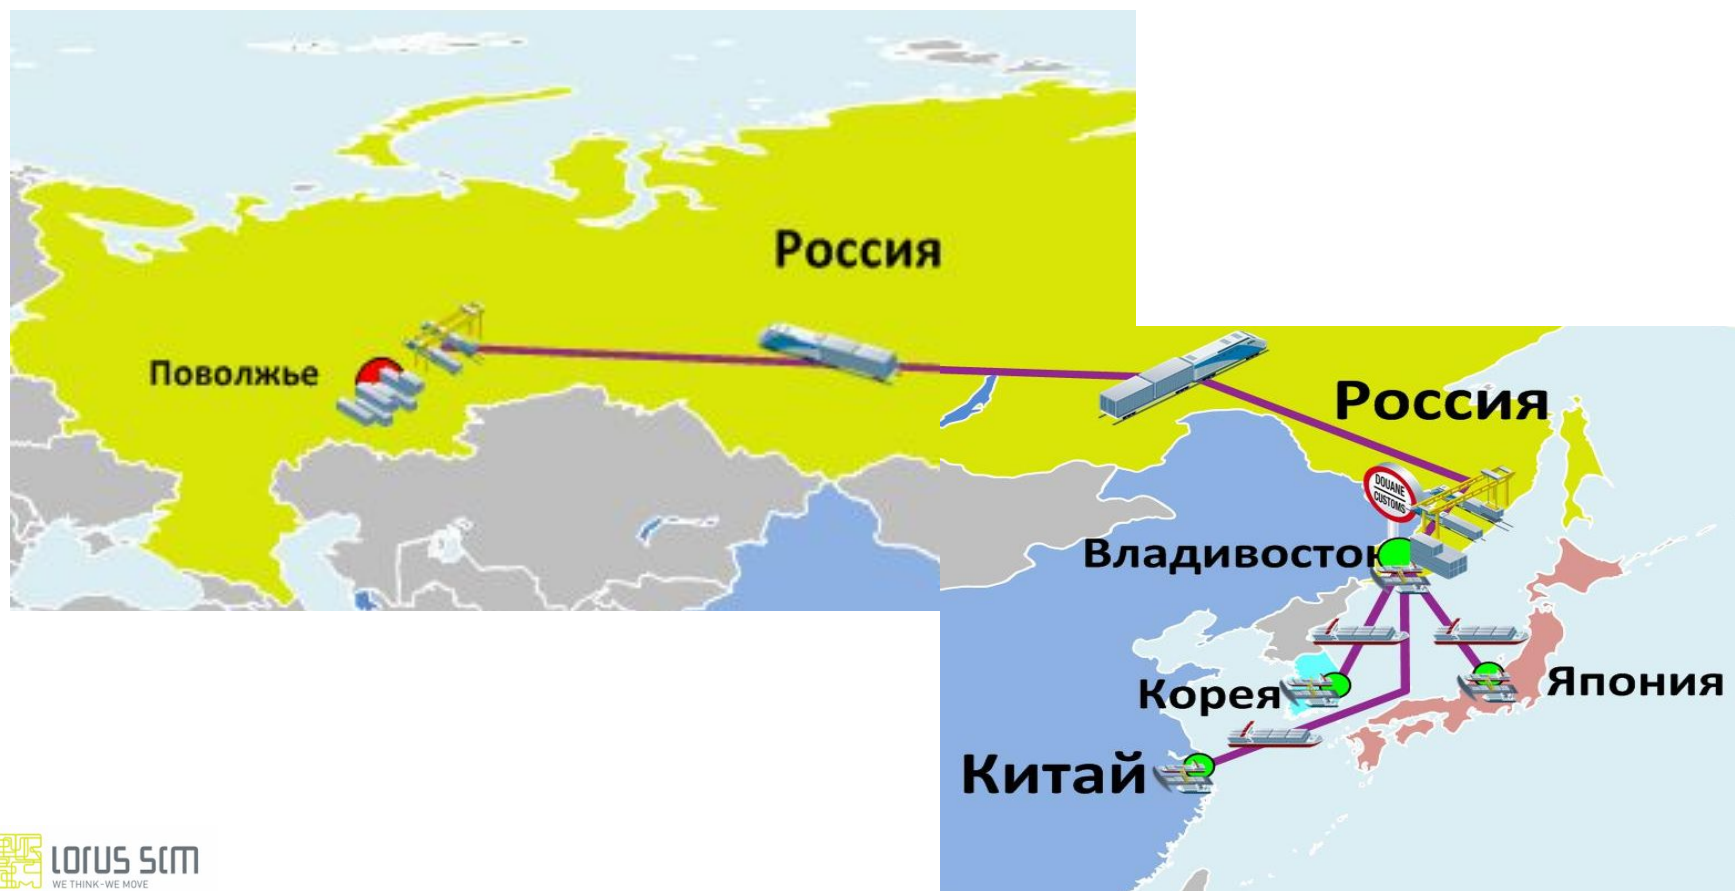 Россия
Поволжье
Россия
DOUANE
CUSTOMS
Владивосток
Корея
Япония
Китай
LORUS SCM
WE THINK-WE MOVE